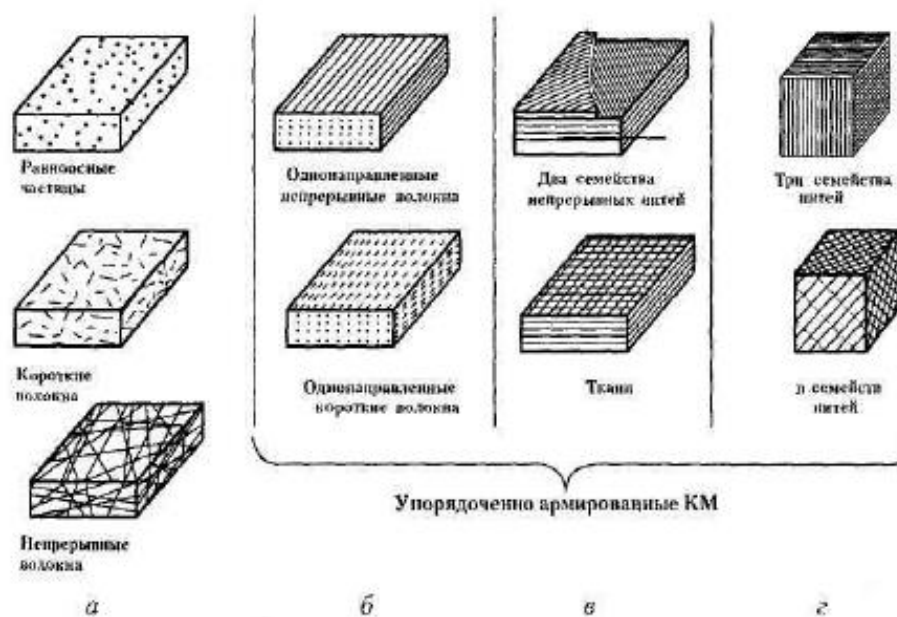 Равноосные
частицы
Однонаправленные
непрерывные волокна
Два семейства
непрерывных нитей
Три семейства
нитей
Короткие
волокна
Однонаправленные
короткие волокна
Ткани
n семейств
нитей
Непрерывные
волокна
Упорядоченно армированные КМ
а
б
в
г